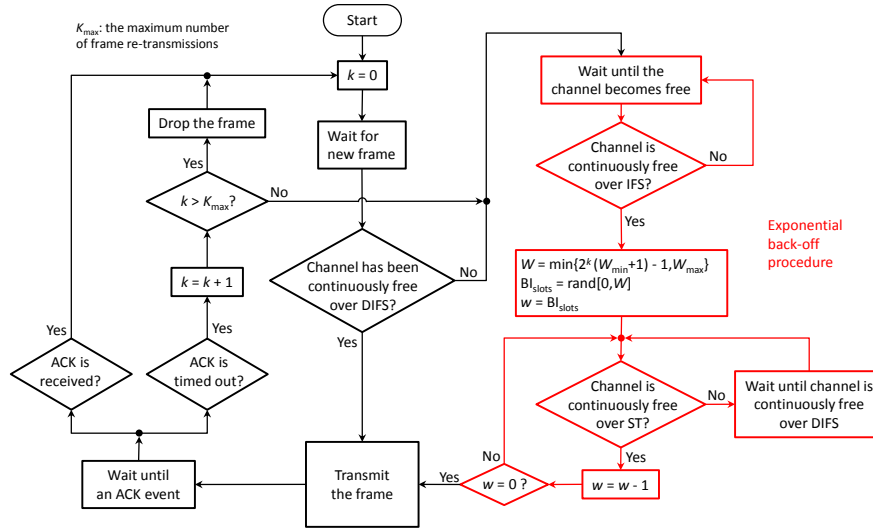 Start
K_max: the maximum number
of frame re-transmissions
k = 0
Wait until the
channel becomes free
Drop the frame
Wait for
new frame
Channel is
continuously free
over IFS?
No
Yes
k > K_max?
No
Yes
Exponential
back-off
procedure
W = min{2^k (W_min+1) - 1,W_max}
BI_slots = rand[0,W]
w = BI_slots
Channel has been
continuously free
over DIFS?
No
k = k + 1
Yes
Yes
Yes
ACK is
received?
ACK is
timed out?
Channel is
continuously free
over ST?
No
Wait until channel is
continuously free
over DIFS
Yes
Wait until
an ACK event
Transmit
the frame
Yes
No
w = 0 ?
w = w - 1